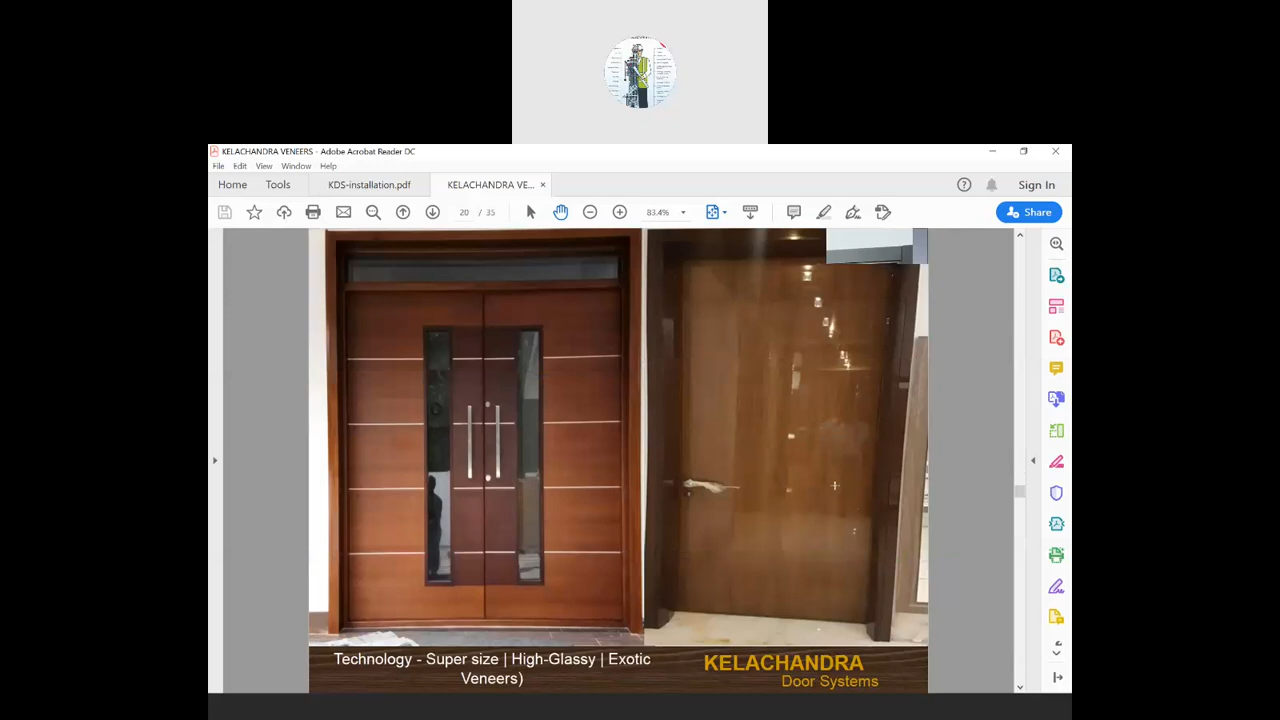 KELACHANDRA VENEERS - Adobe Acrobat Reader DC
File Edit View Window Help
Home Tools KDS-installation.pdf KELACHANDRA VE... Sign In
20 / 35 83.4% Share
Technology - Super size | High-Glassy | Exotic
Veneers)
KELACHANDRA
Door Systems